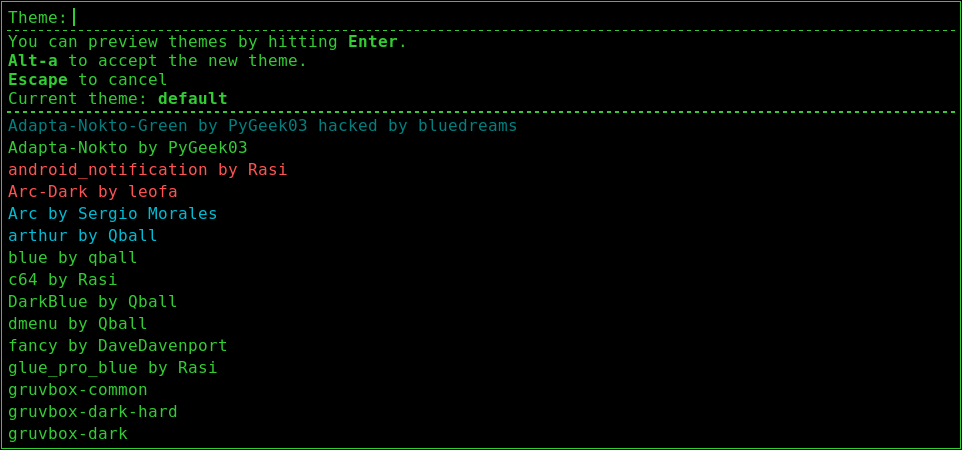 Theme:
You can preview themes by hitting Enter.
Alt-a to accept the new theme.
Escape to cancel
Current theme: default
Adapta-Nokto-Green by PyGeek03 hacked by bluedreams
Adapta-Nokto by PyGeek03
android_notification by Rasi
Arc-Dark by leofa
Arc by Sergio Morales
arthur by Qball
blue by qball
c64 by Rasi
DarkBlue by Qball
dmenu by Qball
fancy by DaveDavenport
glue_pro_blue by Rasi
gruvbox-common
gruvbox-dark-hard
gruvbox-dark